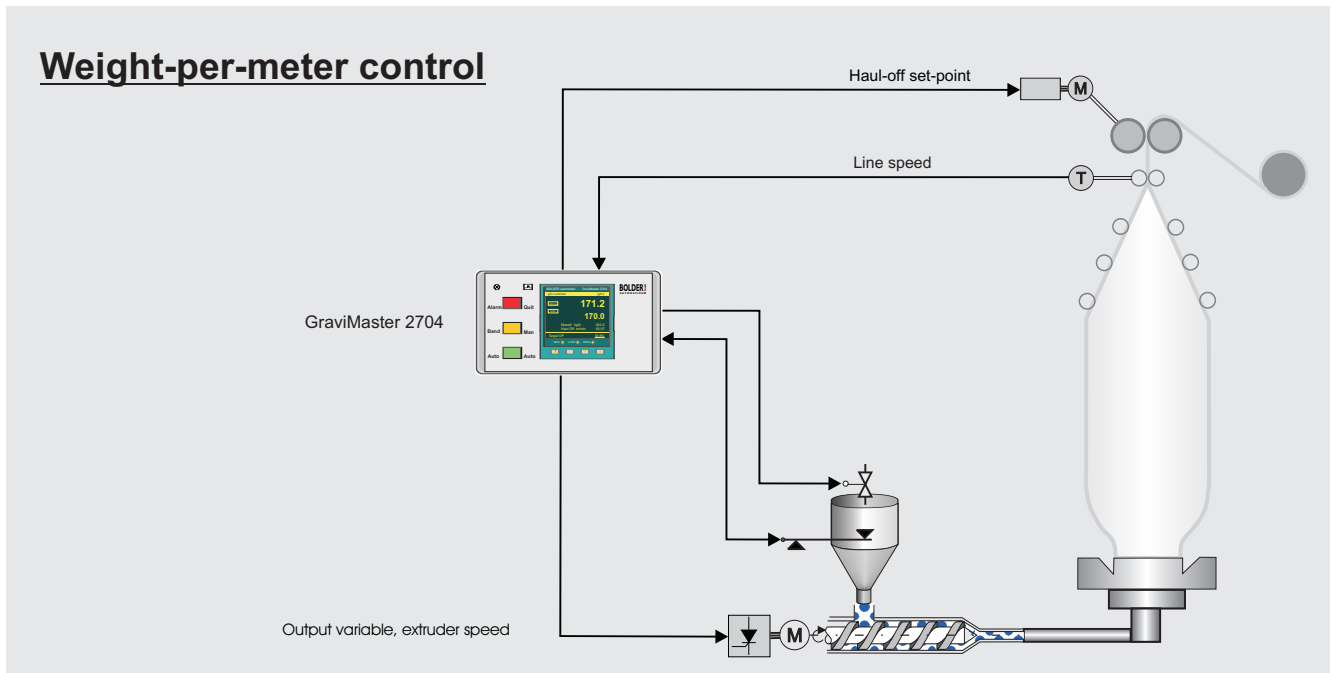 Weight-per-meter control
Haul-off set-point
M
Line speed
T
GraviMaster 2704
BOLDER
AUTOMATION
Alarm Quit
Band Man
Auto Auto
171.2
170.0
Output variable, extruder speed
M